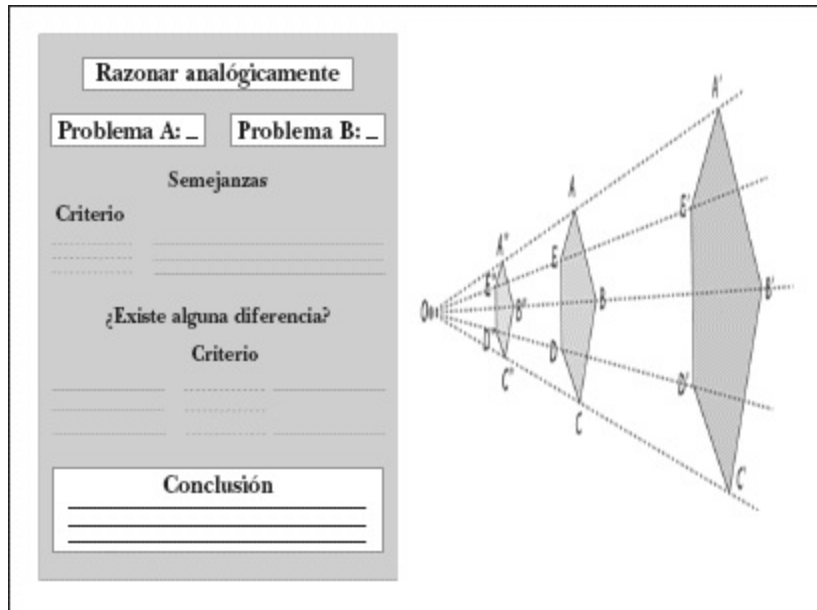 Razonar analógicamente
Problema A: _ Problema B: _
Semejanzas
Criterio
¿Existe alguna diferencia?
Criterio
Conclusión
A'
A
E'
A"
E
E"
O
B"
B
B'
D"
D
D'
C"
C
C'